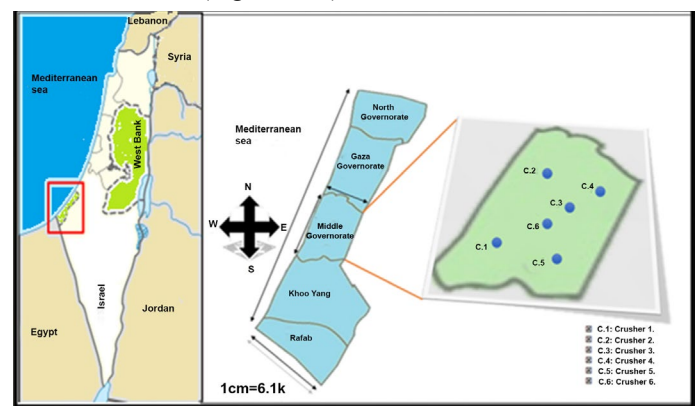 Lebanon
Syria
Mediterranean
sea
West Bank
Israel
Jordan
Egypt
Mediterranean
sea
N
W
E
S
North
Governorate
Gaza
Governorate
Middle
Governorate
Khoo Yang
Rafab
1cm=6.1k
C.2
C.4
C.3
C.6
C.1
C.5
C.1: Crusher 1.
C.2: Crusher 2.
C.3: Crusher 3.
C.4: Crusher 4.
C.5: Crusher 5.
C.6: Crusher 6.